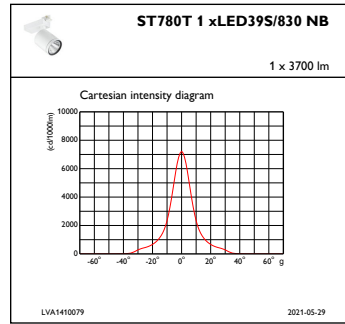 ST780T 1 xLED39S/830 NB
1 x 3700 lm
Cartesian intensity diagram
(cd/1000lm)
10000
8000
6000
4000
2000
0
-60° -40° -20° 0° 20° 40° 60° g
LVA1410079 2021-05-29